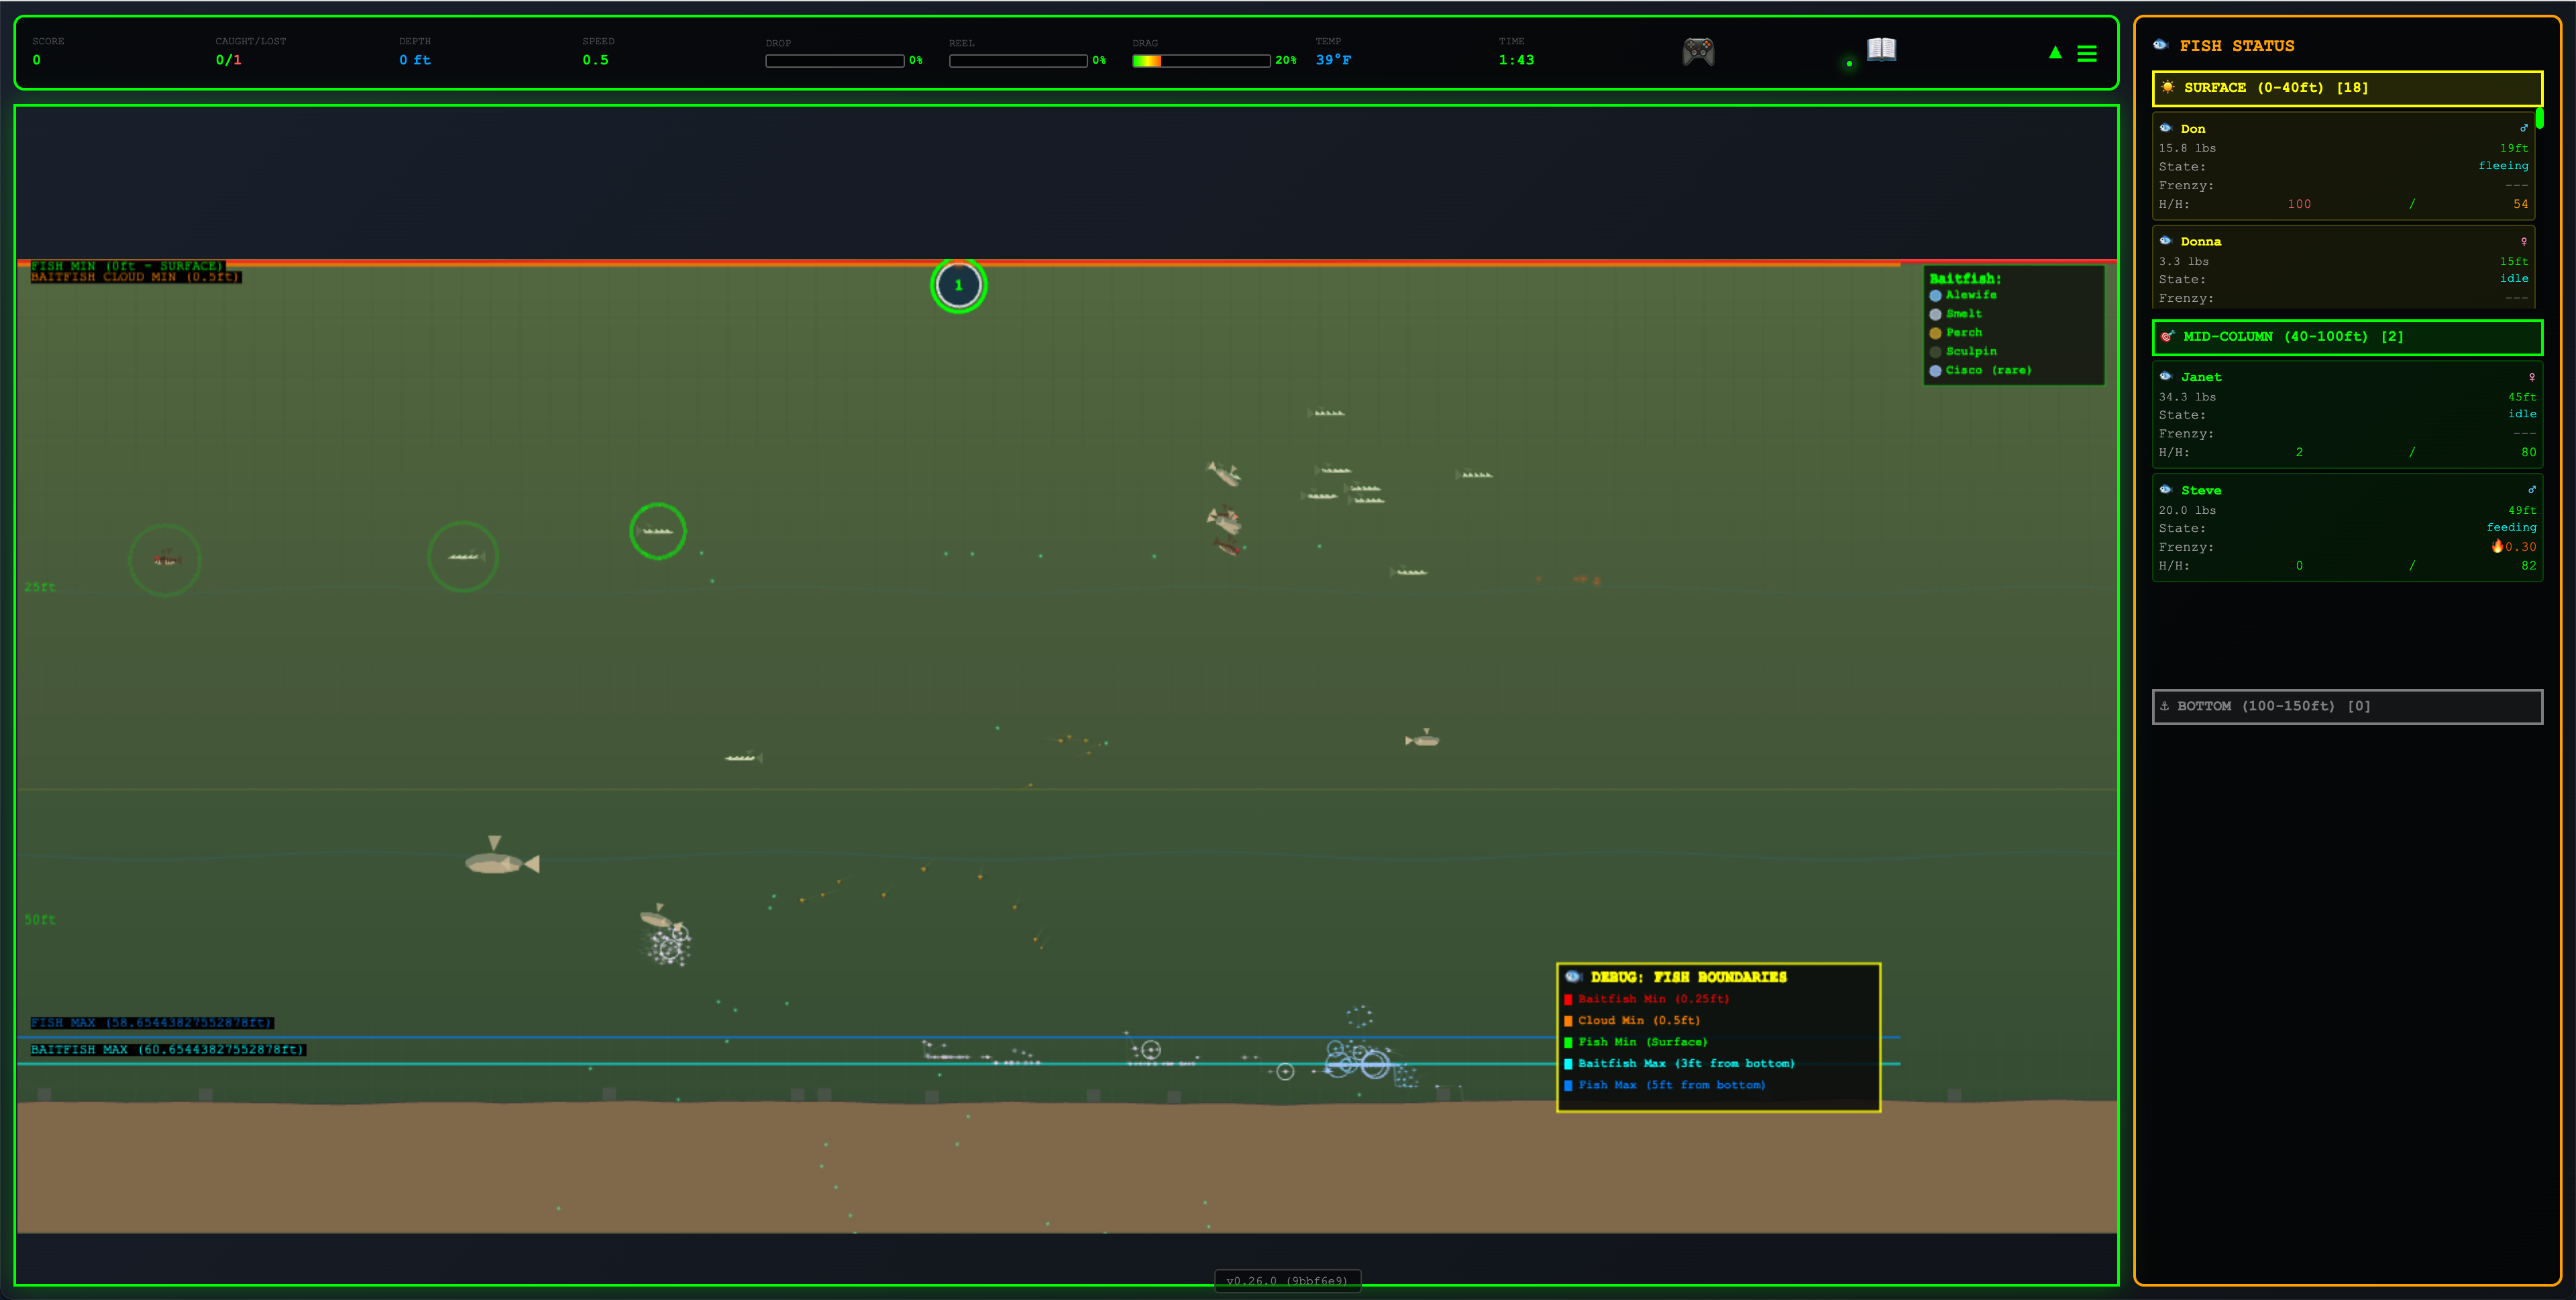 SCORE
0
CAUGHT/LOST
0/1
DEPTH
0 ft
SPEED
0.5
DROP
0%
REEL
0%
DRAG
20%
TEMP
39°F
TIME
1:43
FISH MIN (0ft - SURFACE)
BAITFISH CLOUD MIN (0.5ft)
1
Baitfish:
Alewife
Smelt
Perch
Sculpin
Cisco (rare)
25ft
50ft
FISH MAX (58.65443827552878ft)
BAITFISH MAX (60.65443827552878ft)
DEBUG: FISH BOUNDARIES
Baitfish Min (0.25ft)
Cloud Min (0.5ft)
Fish Min (Surface)
Baitfish Max (3ft from bottom)
Fish Max (5ft from bottom)
v0.26.0 (9bbf6e9)
FISH STATUS
SURFACE (0-40ft) [18]
Don ♂
15.8 lbs 19ft
State: fleeing
Frenzy: ---
H/H: 100 / 54
Donna ♀
3.3 lbs 15ft
State: idle
Frenzy: ---
MID-COLUMN (40-100ft) [2]
Janet ♀
34.3 lbs 45ft
State: idle
Frenzy: ---
H/H: 2 / 80
Steve ♂
20.0 lbs 49ft
State: feeding
Frenzy: 🔥0.30
H/H: 0 / 82
BOTTOM (100-150ft) [0]